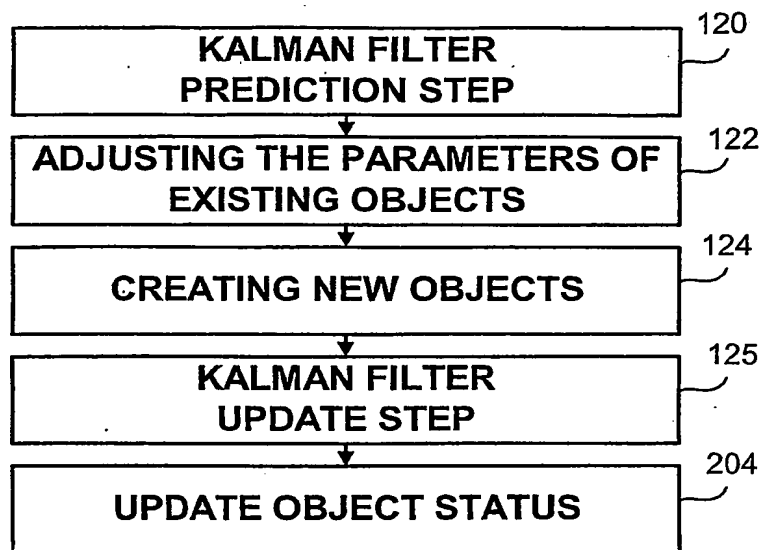 120
KALMAN FILTER
PREDICTION STEP
122
ADJUSTING THE PARAMETERS OF
EXISTING OBJECTS
124
CREATING NEW OBJECTS
125
KALMAN FILTER
UPDATE STEP
204
UPDATE OBJECT STATUS